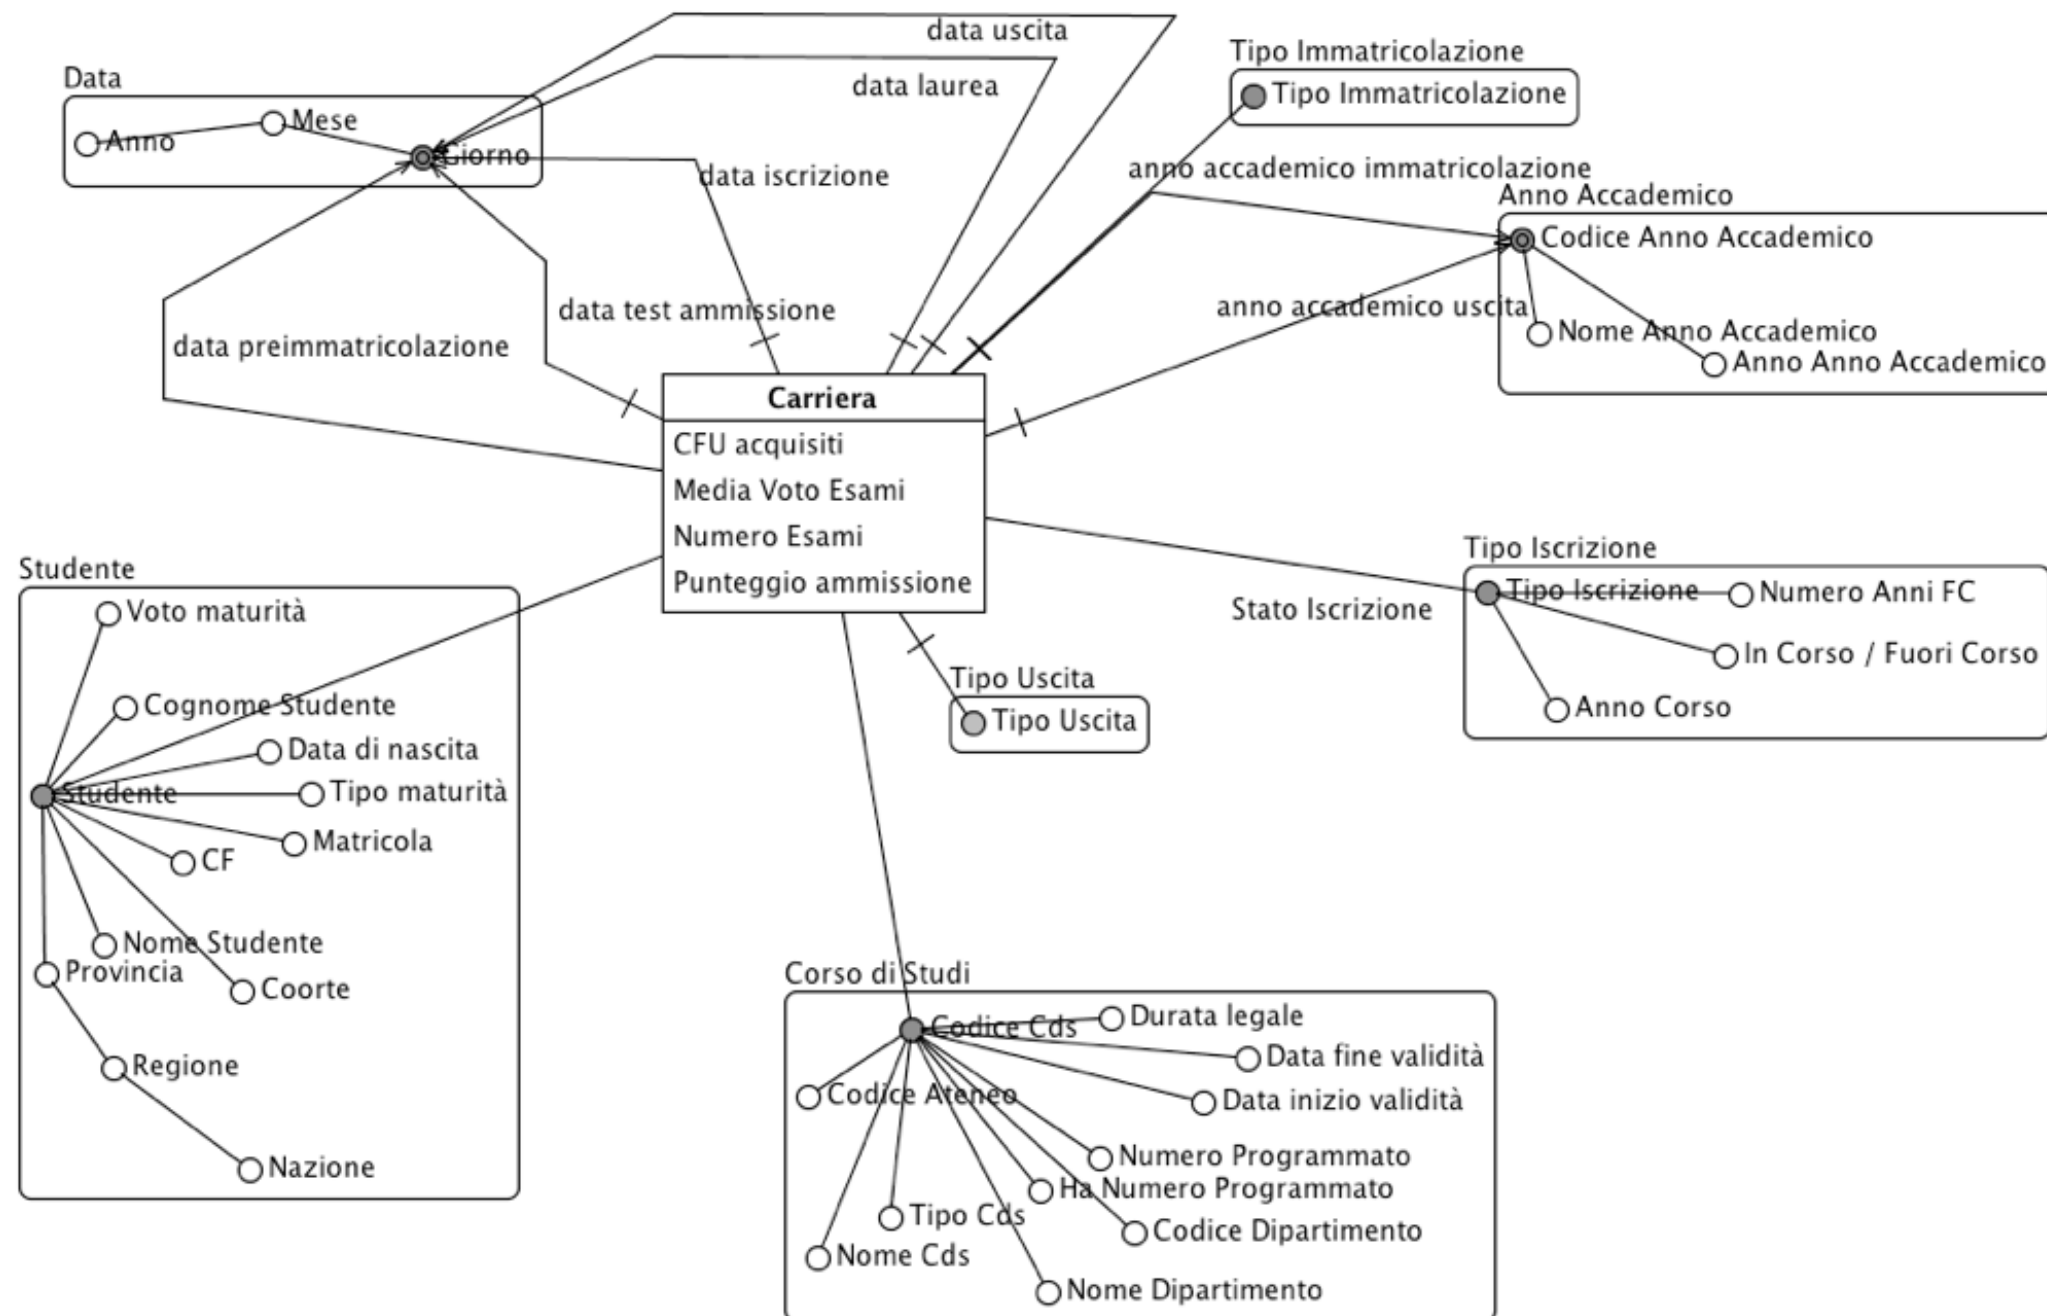 data uscita
Tipo Immatricolazione
Data
data laurea
Tipo Immatricolazione
Mese
Anno
Giorno
data iscrizione
anno accademico immatricolazione
Anno Accademico
Codice Anno Accademico
data test ammissione
anno accademico uscita
data preimmatricolazione
Nome Anno Accademico
Anno Anno Accademico
Carriera
CFU acquisiti
Media Voto Esami
Numero Esami
Punteggio ammissione
Tipo Iscrizione
Tipo Iscrizione
Numero Anni FC
Stato Iscrizione
In Corso / Fuori Corso
Anno Corso
Studente
Voto maturità
Cognome Studente
Data di nascita
Studente
Tipo maturità
Matricola
CF
Nome Studente
Provincia
Coorte
Regione
Nazione
Tipo Uscita
Tipo Uscita
Corso di Studi
Codice Cds
Durata legale
Data fine validità
Codice Ateneo
Data inizio validità
Numero Programmato
Ha Numero Programmato
Tipo Cds
Codice Dipartimento
Nome Cds
Nome Dipartimento